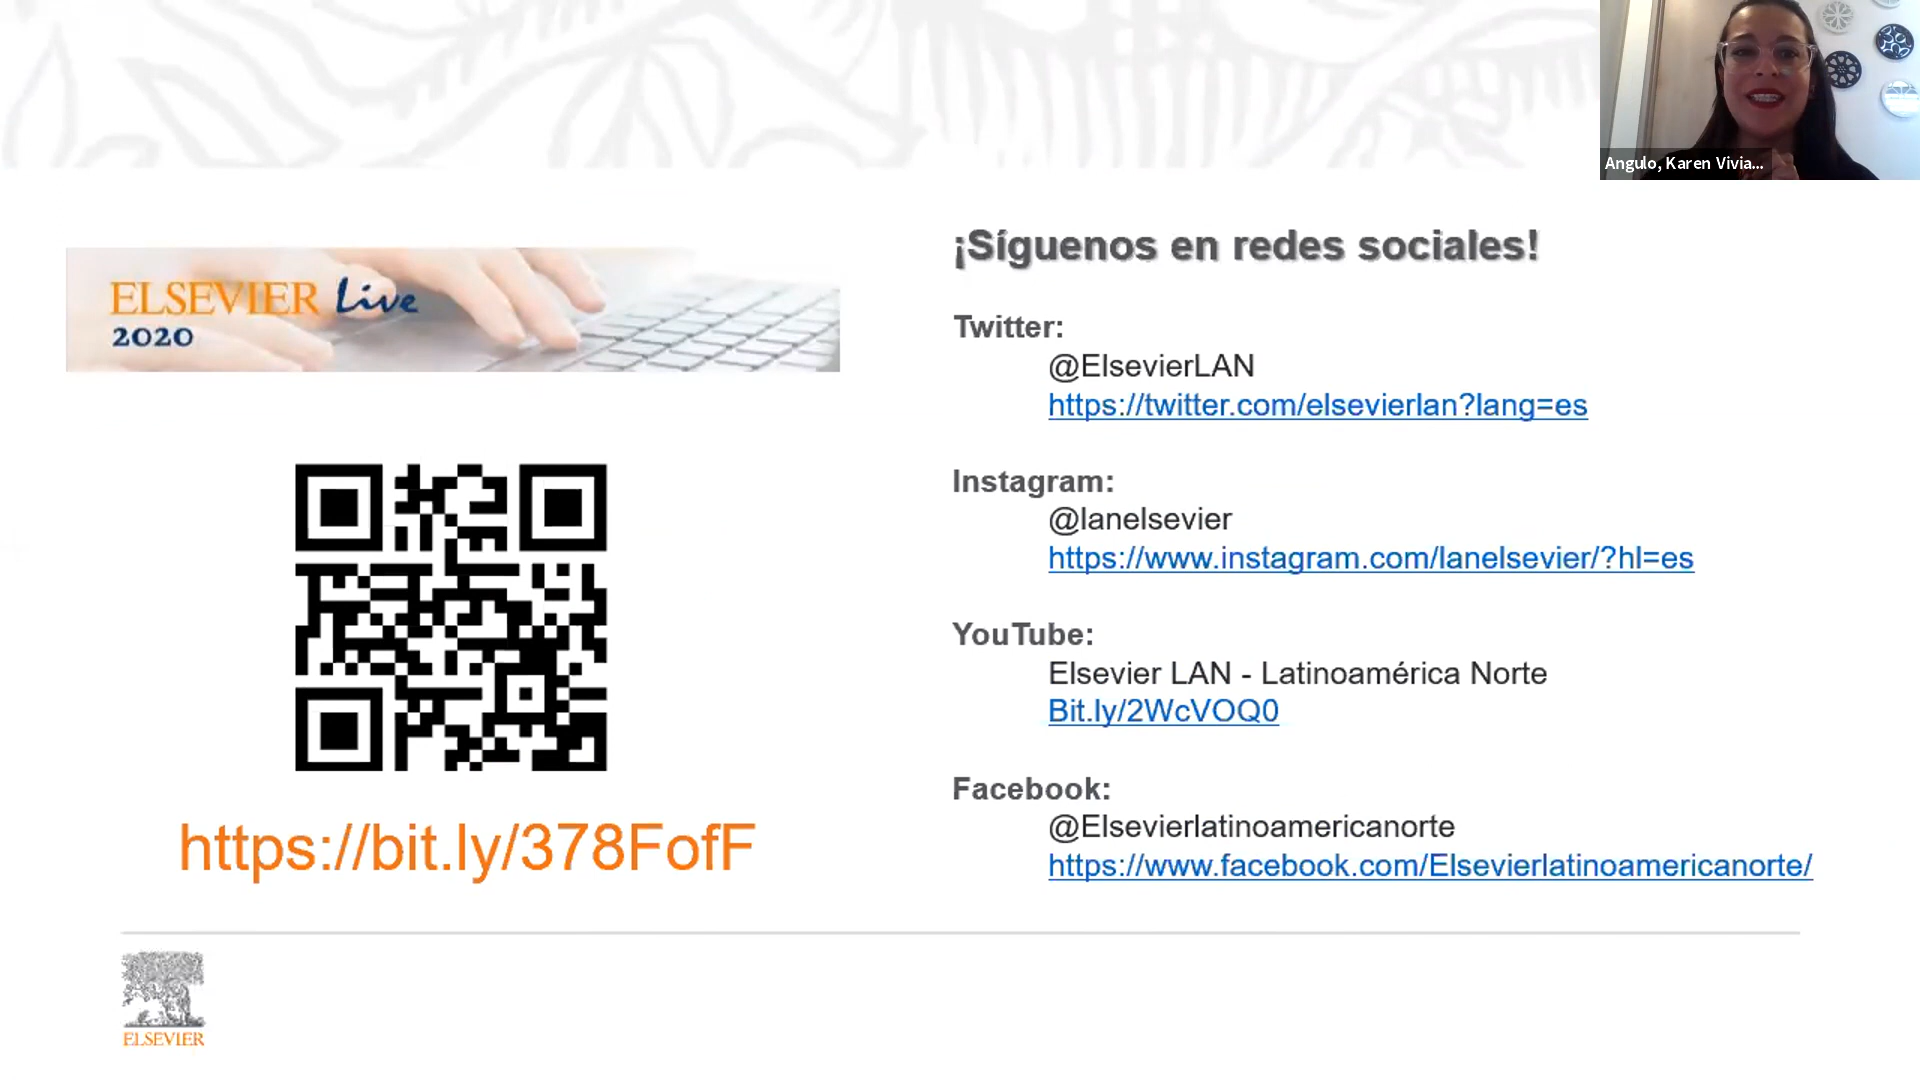 Angulo, Karen Vivia...
ELSEVIER Live
2020
https://bit.ly/378FofF
¡Síguenos en redes sociales!
Twitter:
@ElsevierLAN
https://twitter.com/elsevierlan?lang=es
Instagram:
@lanelsevier
https://www.instagram.com/lanelsevier/?hl=es
YouTube:
Elsevier LAN - Latinoamérica Norte
Bit.ly/2WcVOQ0
Facebook:
@Elsevierlatinoamericanorte
https://www.facebook.com/Elsevierlatinoamericanorte/
ELSEVIER